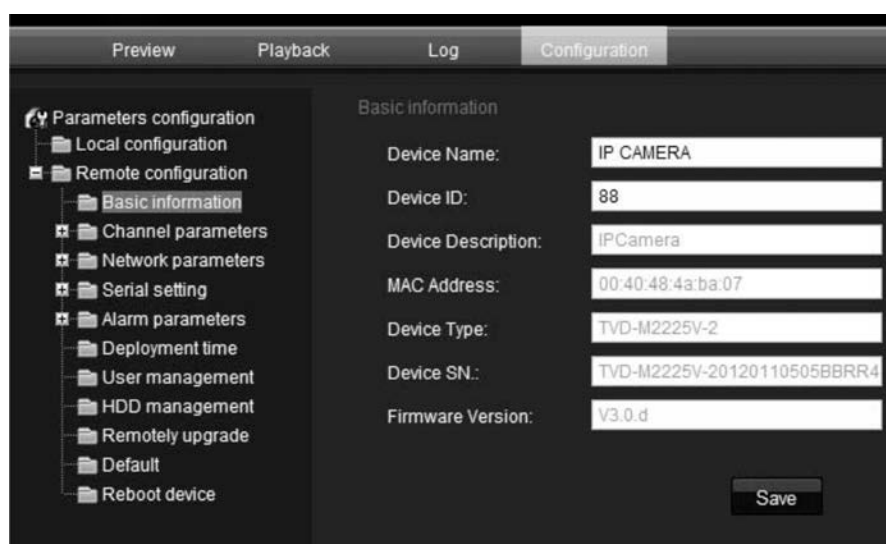 Preview Playback Log Configuration
Parameters configuration
Local configuration
Remote configuration
Basic information
Channel parameters
Network parameters
Serial setting
Alarm parameters
Deployment time
User management
HDD management
Remotely upgrade
Default
Reboot device
Basic information
Device Name: IP CAMERA
Device ID: 88
Device Description: IPCamera
MAC Address: 00:40:48:4a:ba:07
Device Type: TVD-M2225V-2
Device SN.: TVD-M2225V-20120110505BBRR4
Firmware Version: V3.0.d
Save